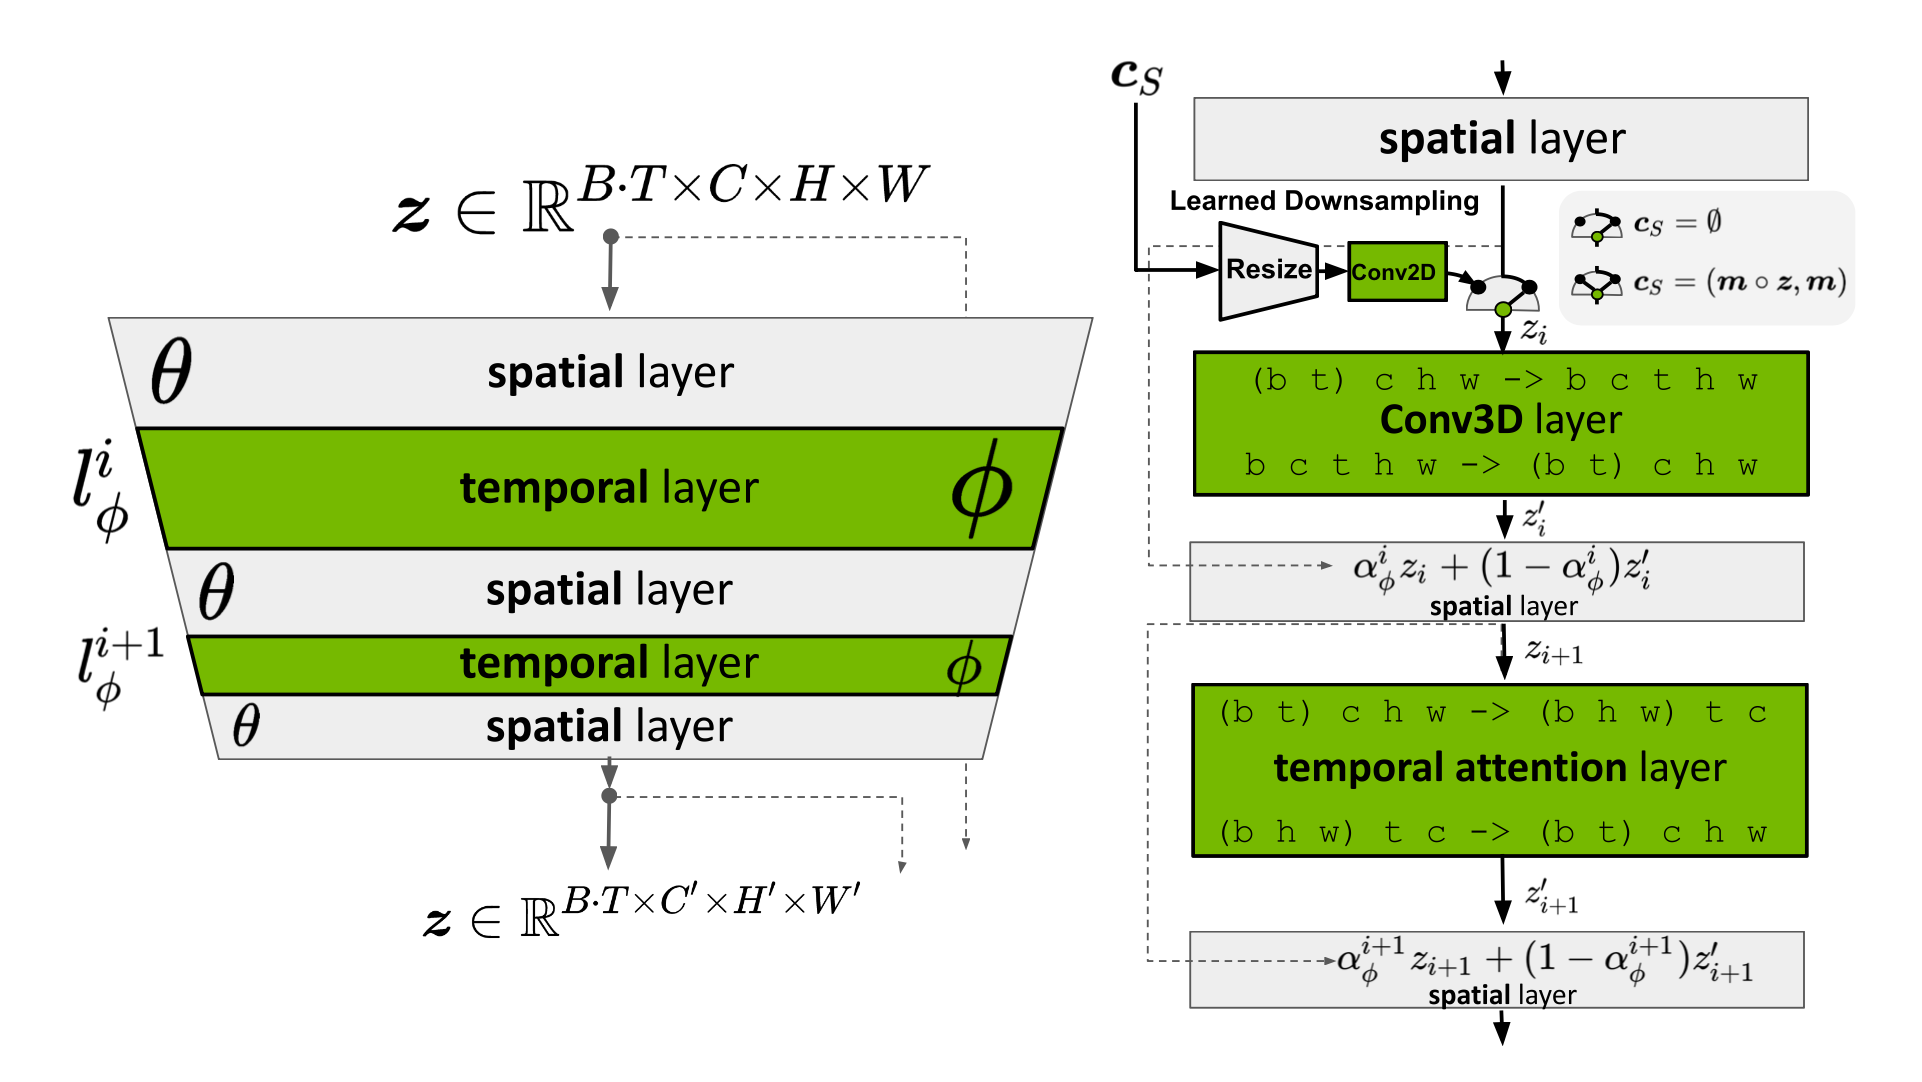 z ∈ ℝ^{B·T×C×H×W}
θ spatial layer
l_ϕ^i temporal layer ϕ
θ spatial layer
l_ϕ^{i+1} temporal layer ϕ
θ spatial layer
z ∈ ℝ^{B·T×C′×H′×W′}
c_S
spatial layer
Learned Downsampling
Resize
Conv2D
c_S = ∅
c_S = (m ∘ z, m)
z_i
(b t) c h w -> b c t h w
Conv3D layer
b c t h w -> (b t) c h w
z′_i
α_ϕ^i z_i + (1 − α_ϕ^i)z′_i
spatial layer
z_{i+1}
(b t) c h w -> (b h w) t c
temporal attention layer
(b h w) t c -> (b t) c h w
z′_{i+1}
α_ϕ^{i+1} z_{i+1} + (1 − α_ϕ^{i+1})z′_{i+1}
spatial layer